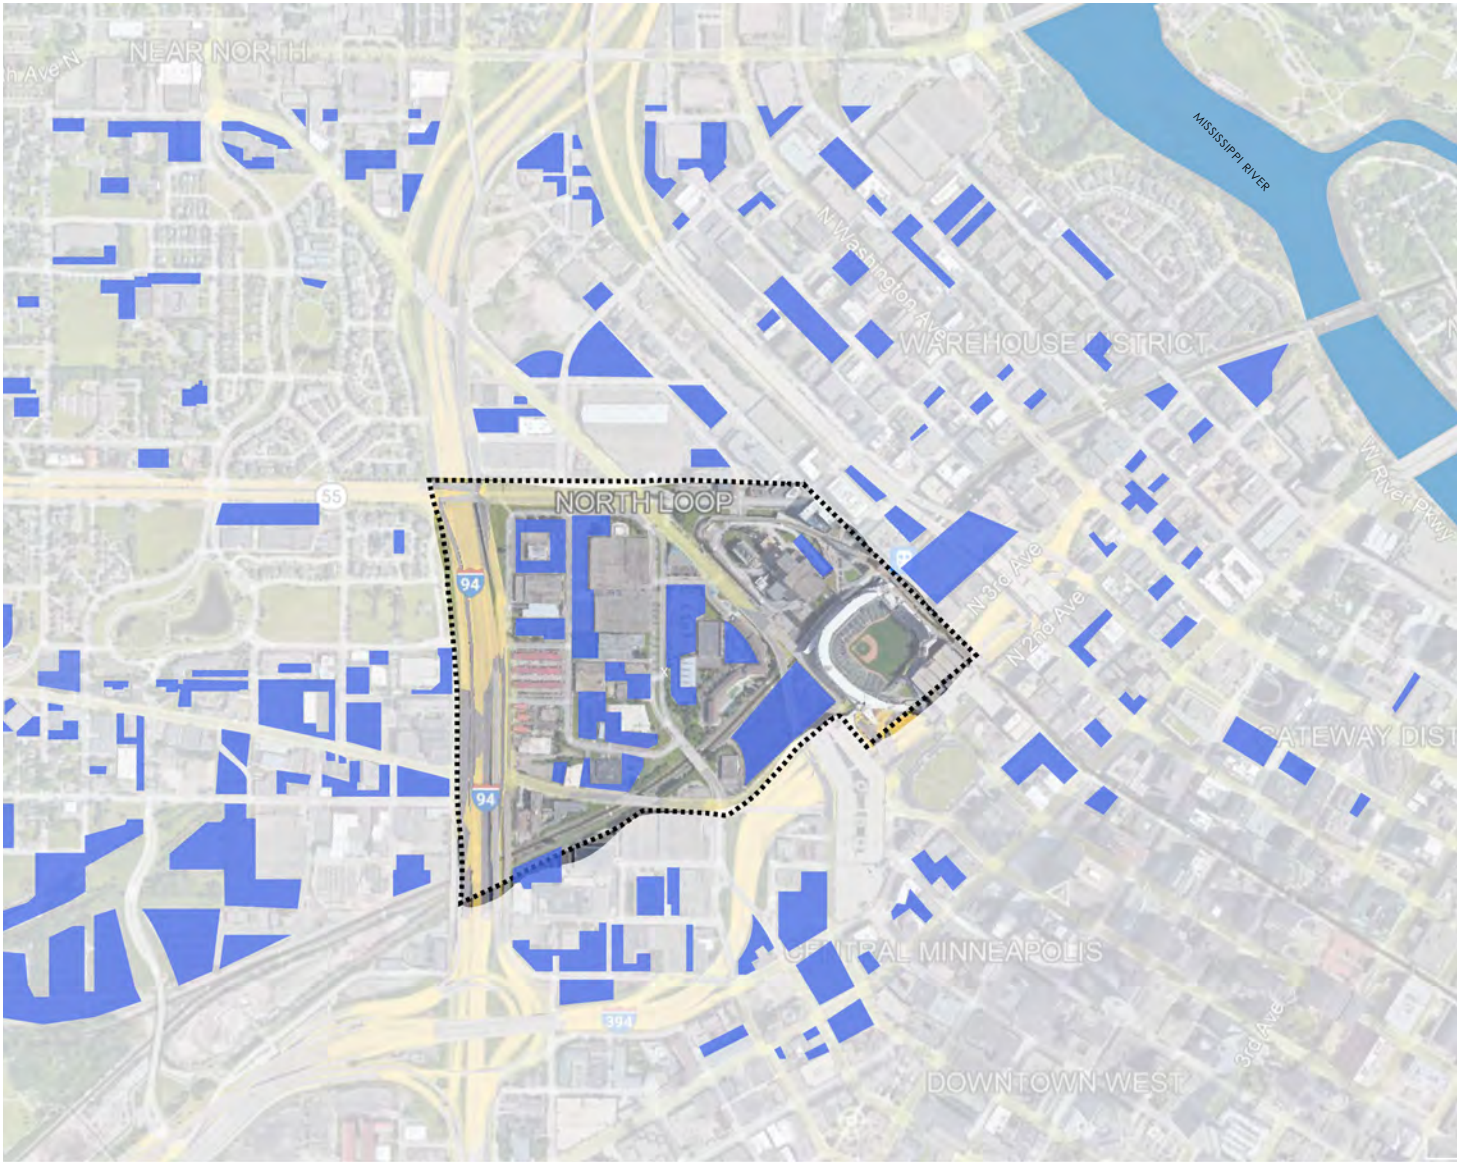 NEAR NORTH
h Ave N
MISSISSIPPI RIVER
N Washington Ave
WAREHOUSE DISTRICT
W River Pkwy
55
NORTH LOOP
94
N 3rd Ave
N 2nd Ave
GATEWAY DIST
94
CENTRAL MINNEAPOLIS
394
3rd Ave
DOWNTOWN WEST